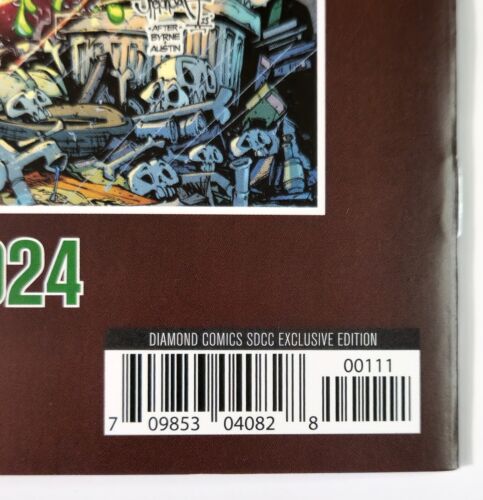 -AFTER-
BYRNE
AUSTIN
024
DIAMOND COMICS SDCC EXCLUSIVE EDITION
00111
7 09853 04082 8